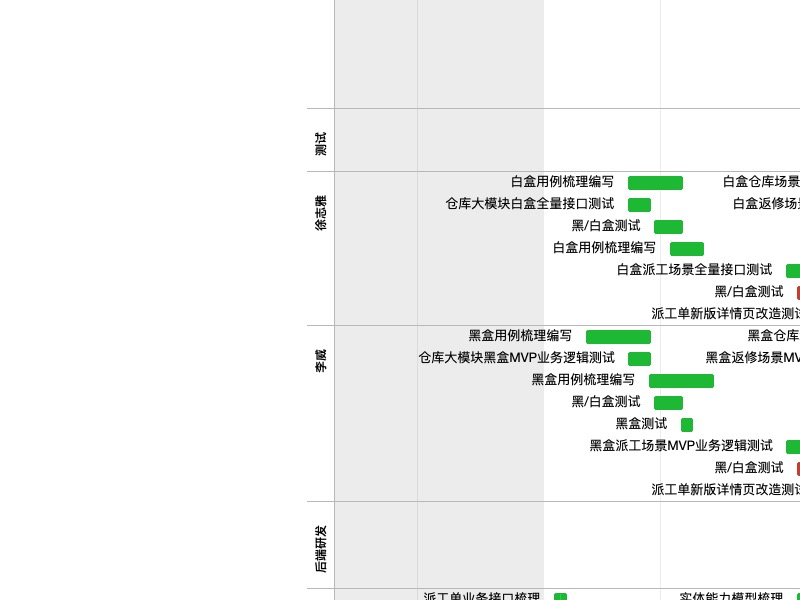 测试
徐志雅
白盒用例梳理编写
白盒仓库场景
仓库大模块白盒全量接口测试
白盒返修场
黑/白盒测试
白盒用例梳理编写
白盒派工场景全量接口测试
黑/白盒测试
派工单新版详情页改造测试
李威
黑盒用例梳理编写
黑盒仓库
仓库大模块黑盒MVP业务逻辑测试
黑盒返修场景MV
黑盒用例梳理编写
黑/白盒测试
黑盒测试
黑盒派工场景MVP业务逻辑测试
黑/白盒测试
派工单新版详情页改造测试
后端研发
派工单业务接口梳理
实体能力模型梳理